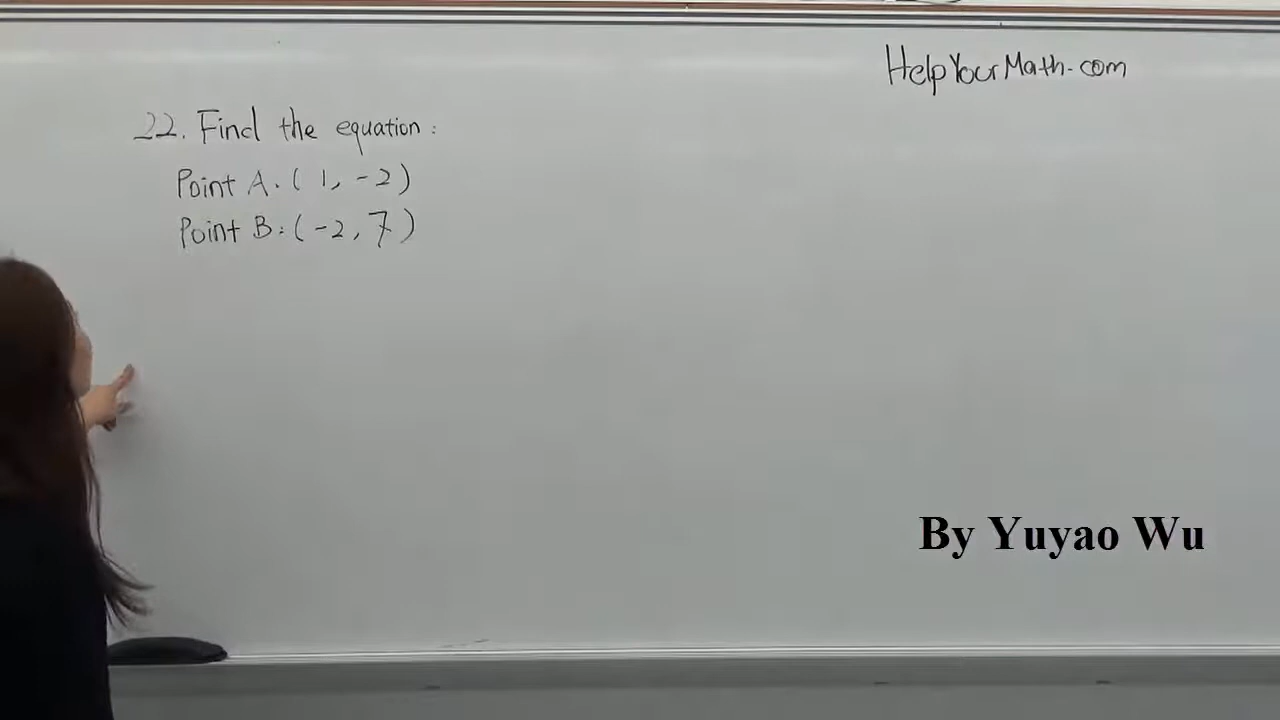 HelpYourMath.com
22. Find the equation:
Point A. (1, -2)
Point B: (-2, 7)
By Yuyao Wu